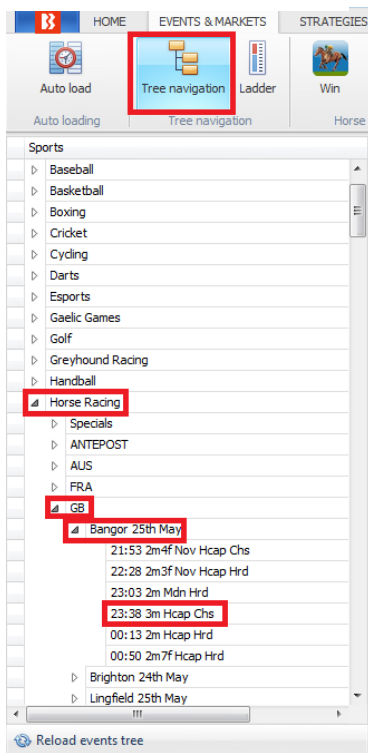 HOME EVENTS & MARKETS STRATEGIES
Auto load Tree navigation Ladder Win
Auto loading Tree navigation Horse
Sports
Baseball
Basketball
Boxing
Cricket
Cycling
Darts
Esports
Gaelic Games
Golf
Greyhound Racing
Handball
Horse Racing
Specials
ANTEPOST
AUS
FRA
GB
Bangor 25th May
21:53 2m4f Nov Hcap Chs
22:28 2m3f Nov Hcap Hrd
23:03 2m Mdn Hrd
23:38 3m Hcap Chs
00:13 2m Hcap Hrd
00:50 2m7f Hcap Hrd
Brighton 24th May
Lingfield 25th May
Reload events tree